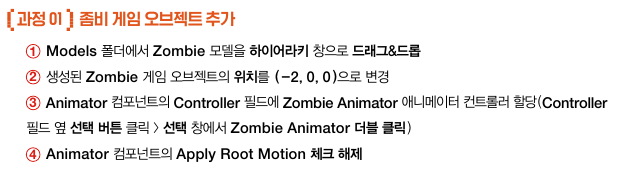 [과정 01] 좀비 게임 오브젝트 추가
① Models 폴더에서 Zombie 모델을 하이어라키 창으로 드래그&드롭
② 생성된 Zombie 게임 오브젝트의 위치를 (-2, 0, 0)으로 변경
③ Animator 컴포넌트의 Controller 필드에 Zombie Animator 애니메이터 컨트롤러 할당(Controller
필드 옆 선택 버튼 클릭 > 선택 창에서 Zombie Animator 더블 클릭)
④ Animator 컴포넌트의 Apply Root Motion 체크 해제